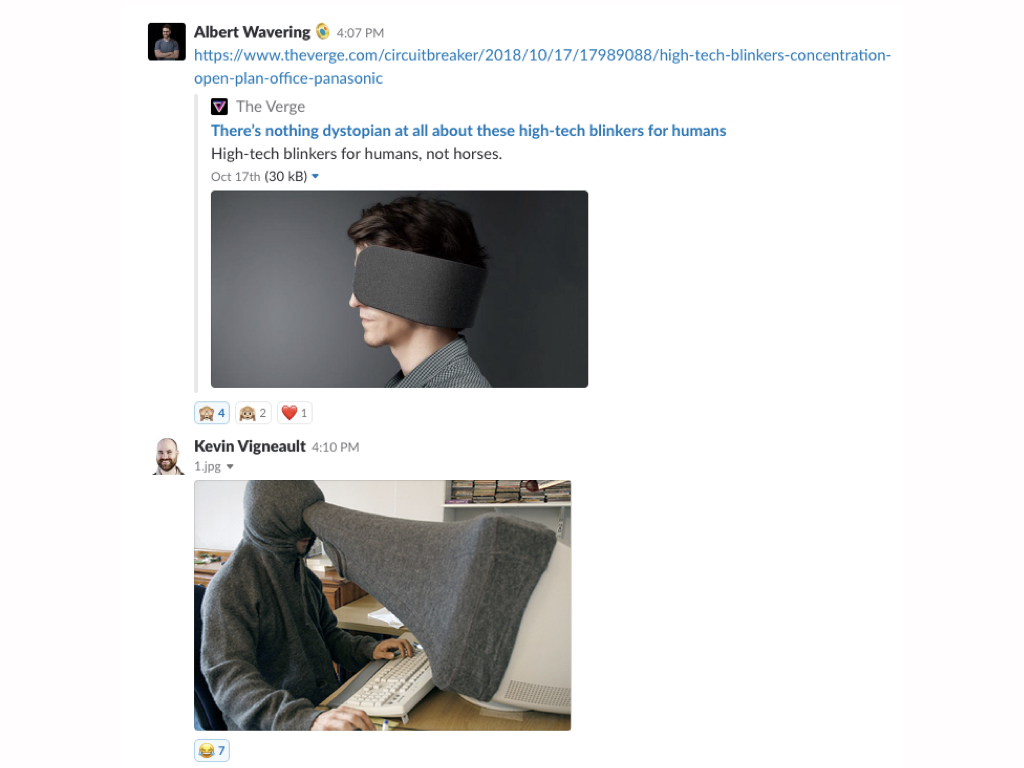 Albert Wavering 4:07 PM
https://www.theverge.com/circuitbreaker/2018/10/17/17989088/high-tech-blinkers-concentration-
open-plan-office-panasonic
The Verge
There’s nothing dystopian at all about these high-tech blinkers for humans
High-tech blinkers for humans, not horses.
Oct 17th (30 kB)
4 2 1
Kevin Vigneault 4:10 PM
1.jpg
7